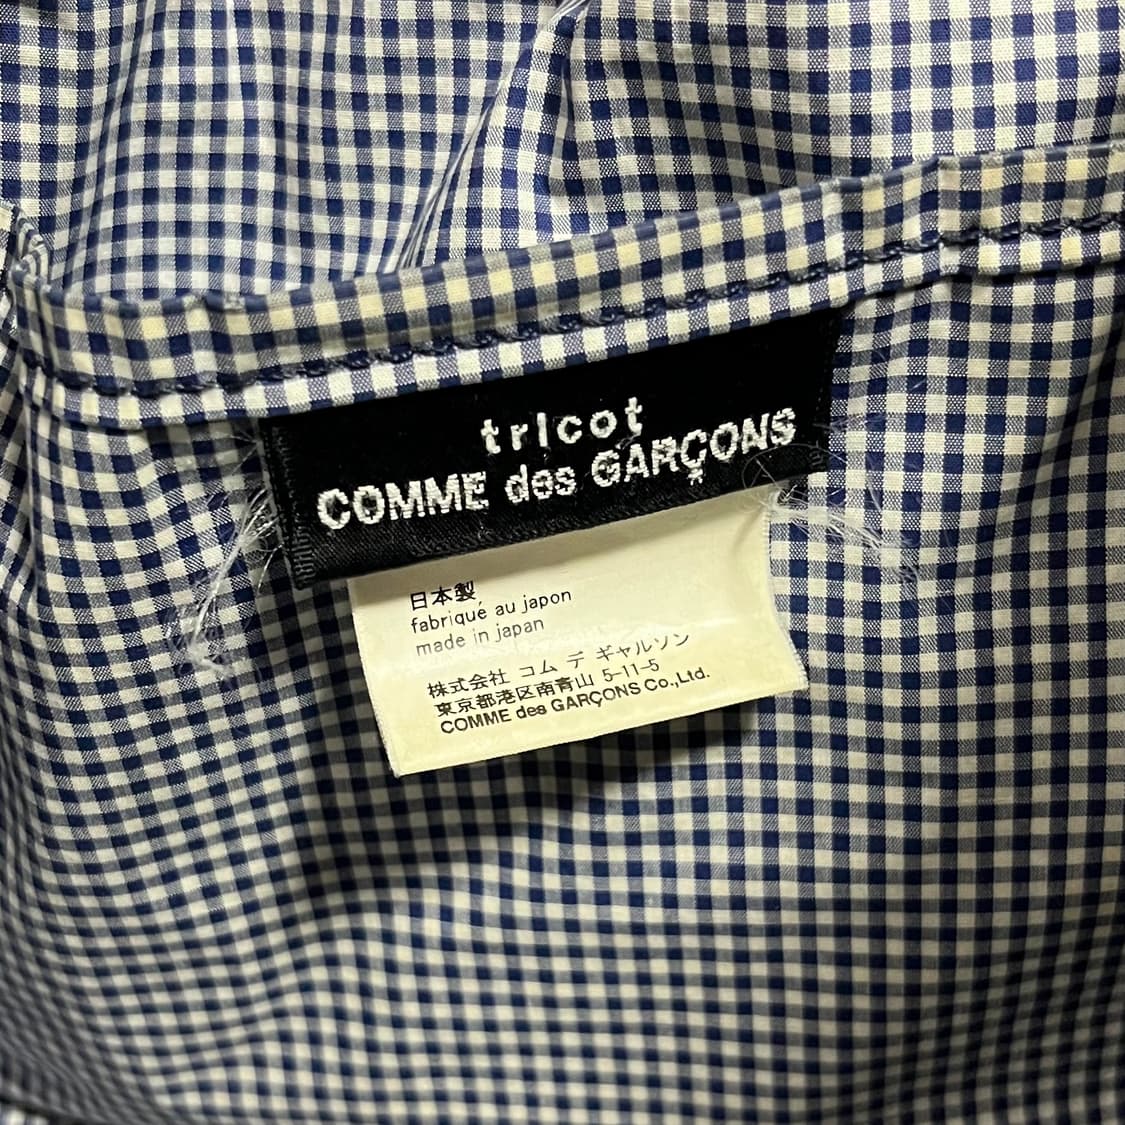 tricot
COMME des GARÇONS
日本製
fabriqué au japon
made in japan
株式会社 コム デ ギャルソン
東京都港区南青山 5-11-5
COMME des GARÇONS Co.,Ltd.